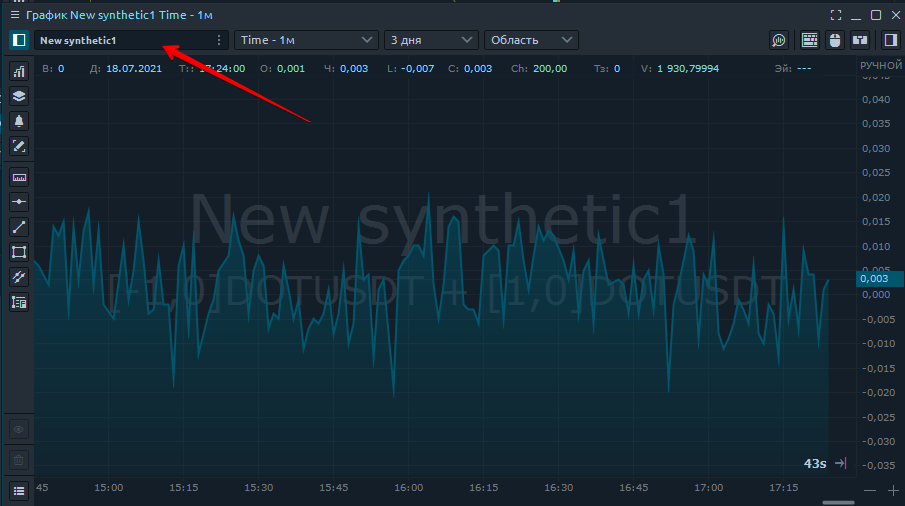 График New synthetic1 Time - 1м
New synthetic1 Time - 1м 3 дня Область
В: 0 Д: 18.07.2021 Тт: 17:24:00 О: 0,001 Ч: 0,003 L: -0,007 С: 0,003 Ch: 200,00 Тз: 0 V: 1 930,79994 Эй: ---
РУЧНОЙ
0,040
0,035
0,030
0,025
0,020
0,015
0,010
0,005
0,003
0,000
-0,005
-0,010
-0,015
-0,020
-0,025
-0,030
-0,035
New synthetic1
[-1,0]DOTUSDT + [1,0]DOTUSDT
43s
45 15:00 15:15 15:30 15:45 16:00 16:15 16:30 16:45 17:00 17:15